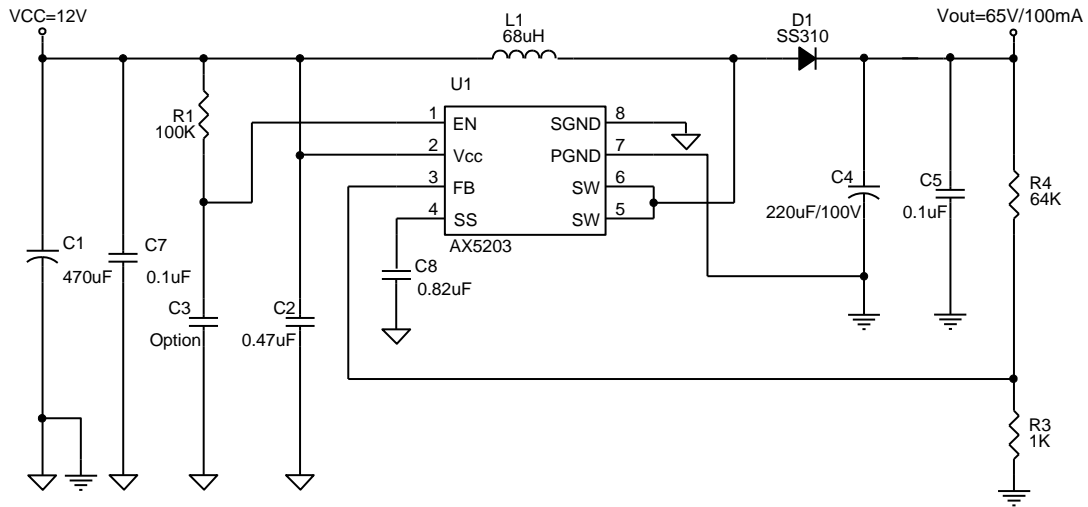 VCC=12V
L1
68uH
D1
SS310
Vout=65V/100mA
U1
R1
100K
1
EN
SGND
8
2
Vcc
PGND
7
3
FB
SW
6
4
SS
SW
5
AX5203
C4
220uF/100V
C5
0.1uF
R4
64K
C1
470uF
C7
0.1uF
C8
0.82uF
C3
Option
C2
0.47uF
R3
1K